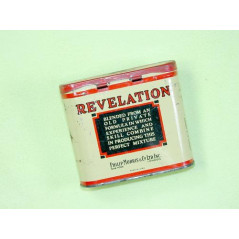 REVELATION
BLENDED FROM AN
OLD PRIVATE
FORMULA IN WHICH
EXPERIENCE AND
SKILL COMBINE
IN PRODUCING THIS
PERFECT MIXTURE
PHILIP MORRIS & CO. LTD. INC.